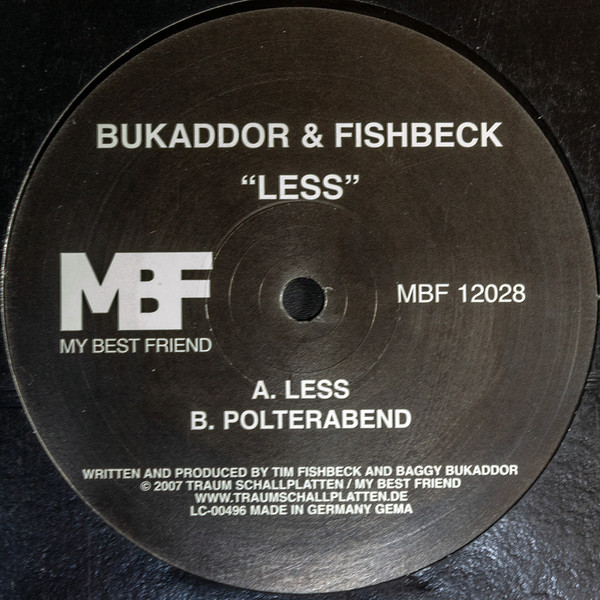 BUKADDOR & FISHBECK
“LESS”
MBF
MY BEST FRIEND
MBF 12028
A. LESS
B. POLTERABEND
WRITTEN AND PRODUCED BY TIM FISHBECK AND BAGGY BUKADDOR
© 2007 TRAUM SCHALLPLATTEN / MY BEST FRIEND
WWW.TRAUMSCHALLPLATTEN.DE
LC-00496 MADE IN GERMANY GEMA